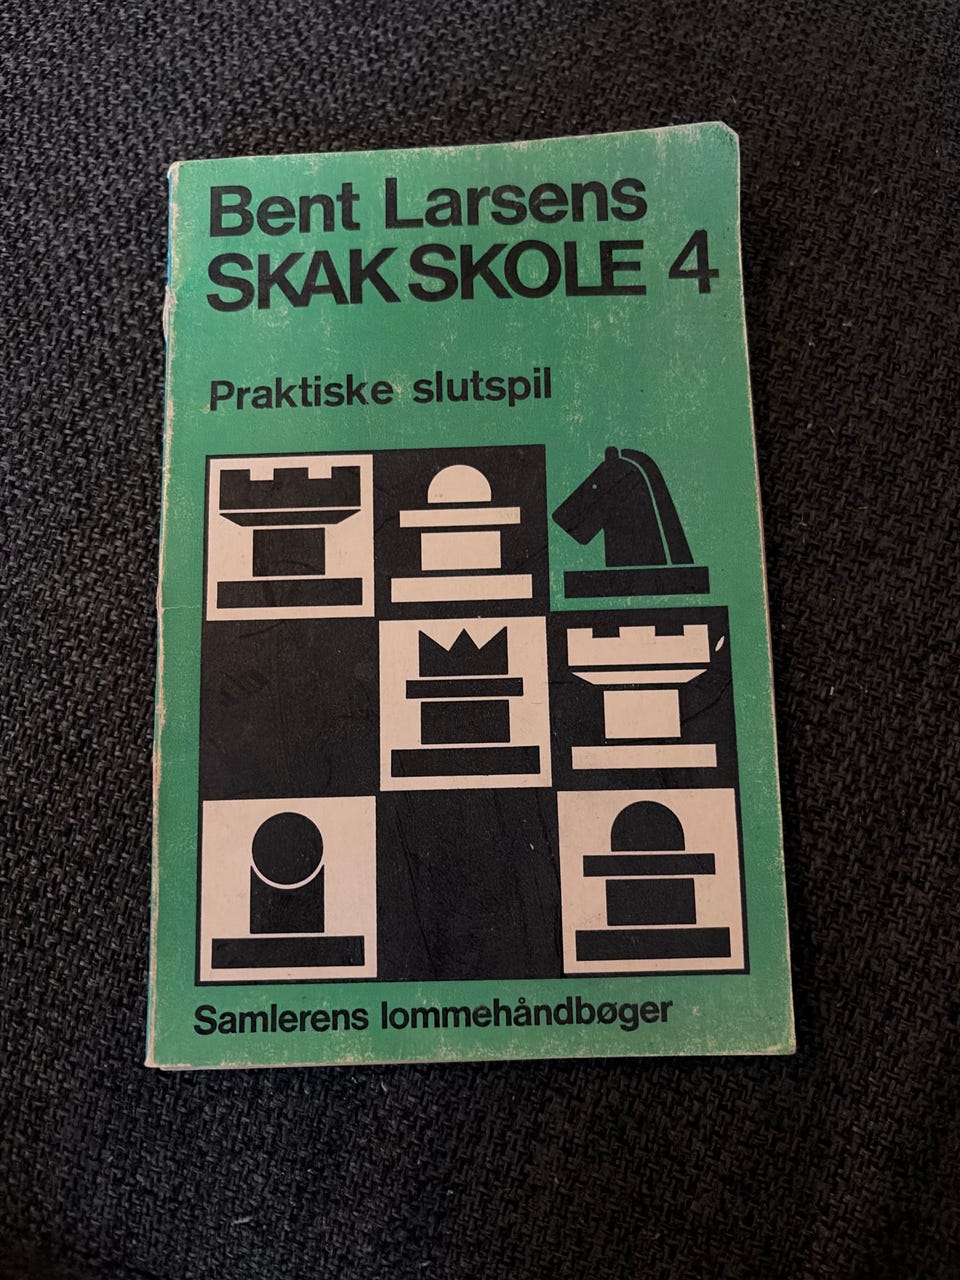 Bent Larsens
SKAK SKOLE 4
Praktiske slutspil
Samlerens lommehåndbøger